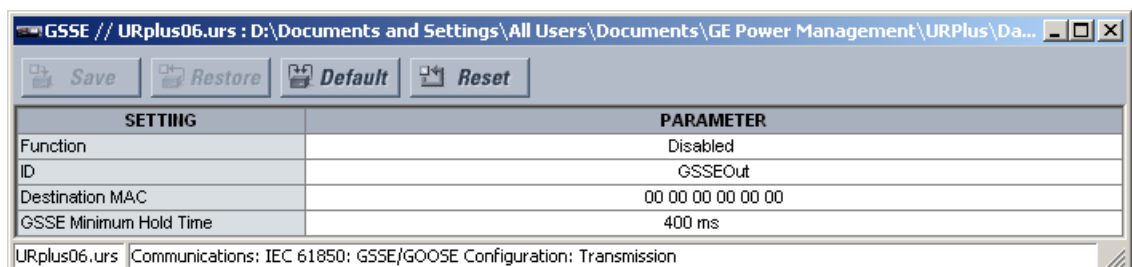 GSSE // URplus06.urs : D:\Documents and Settings\All Users\Documents\GE Power Management\URPlus\Da...
Save Restore Default Reset
SETTING PARAMETER
Function Disabled
ID GSSEOut
Destination MAC 00 00 00 00 00 00
GSSE Minimum Hold Time 400 ms
URplus06.urs Communications: IEC 61850: GSSE/GOOSE Configuration: Transmission